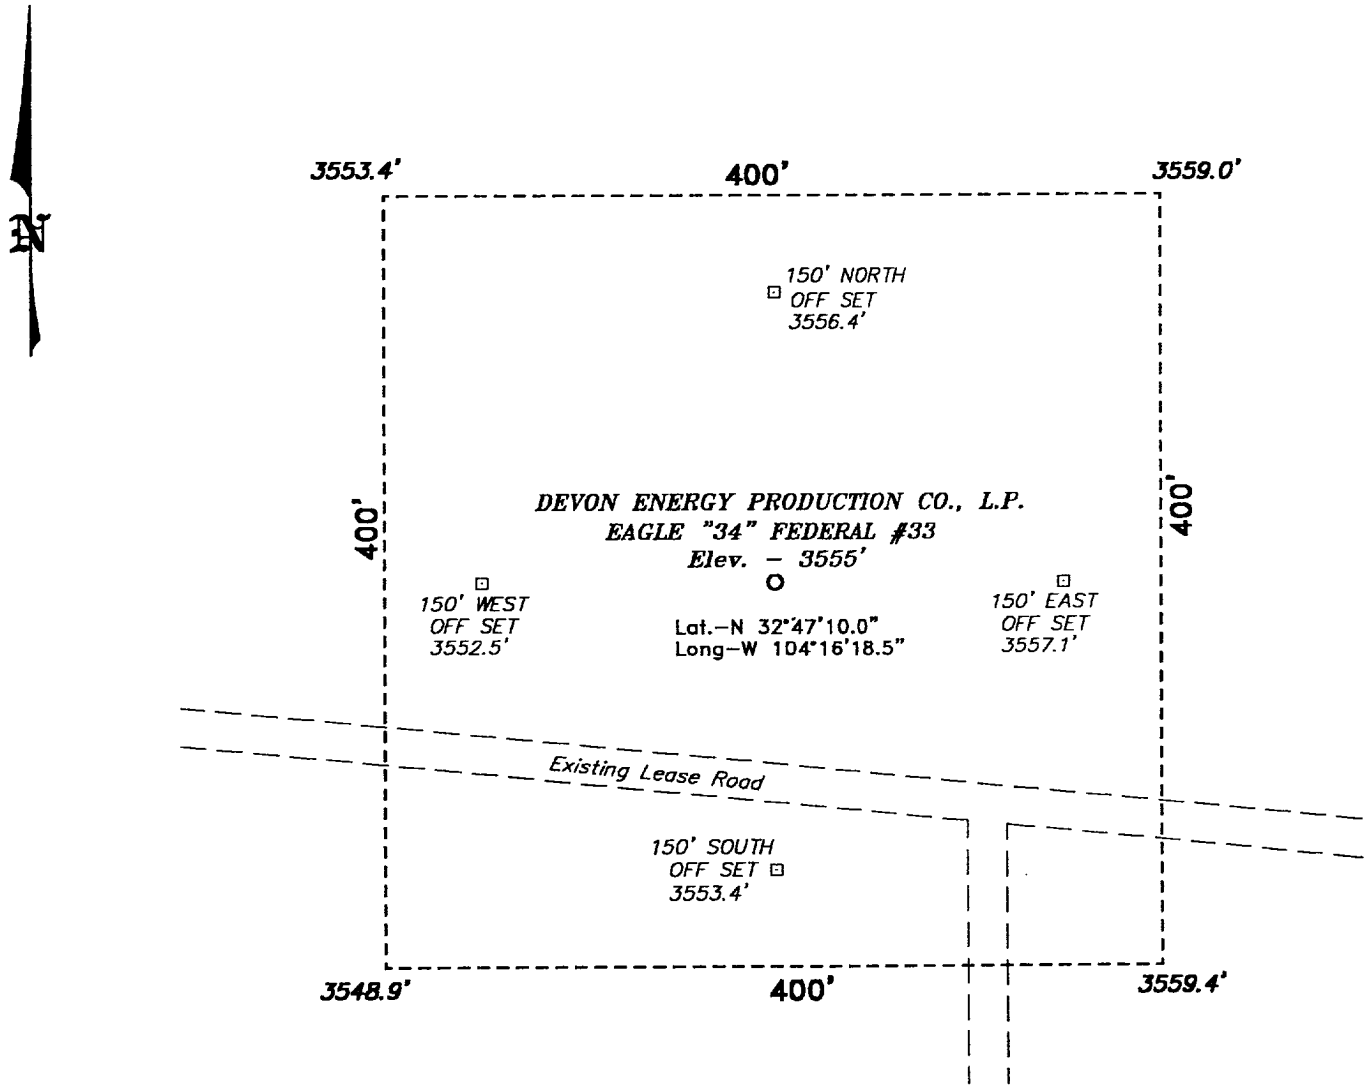 3553.4'
400'
3559.0'
N
150' NORTH
OFF SET
3556.4'
400'
400'
DEVON ENERGY PRODUCTION CO., L.P.
EAGLE "34" FEDERAL #33
Elev. - 3555'
150' WEST
OFF SET
3552.5'
Lat.-N 32°47'10.0"
Long-W 104°16'18.5"
150' EAST
OFF SET
3557.1'
Existing Lease Road
150' SOUTH
OFF SET
3553.4'
3548.9'
400'
3559.4'